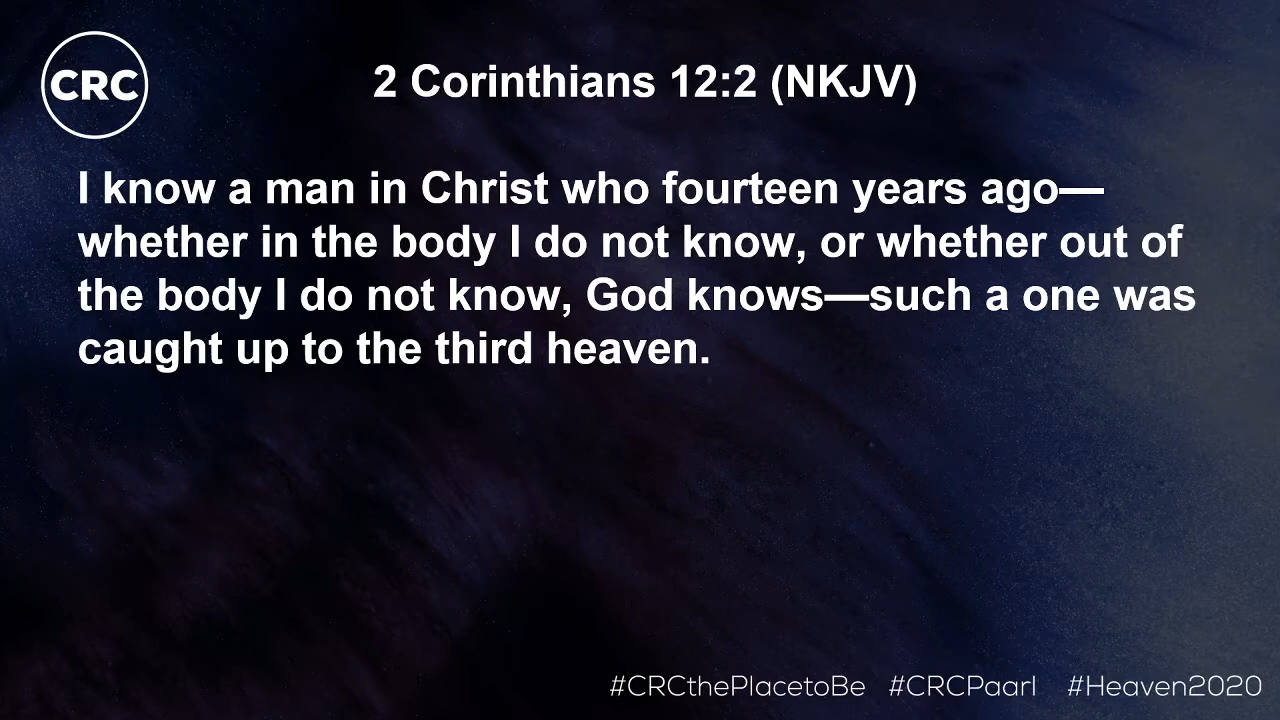 CRC
2 Corinthians 12:2 (NKJV)
I know a man in Christ who fourteen years ago—
whether in the body I do not know, or whether out of
the body I do not know, God knows—such a one was
caught up to the third heaven.
#CRCthePlacetoBe #CRCPaarl #Heaven2020